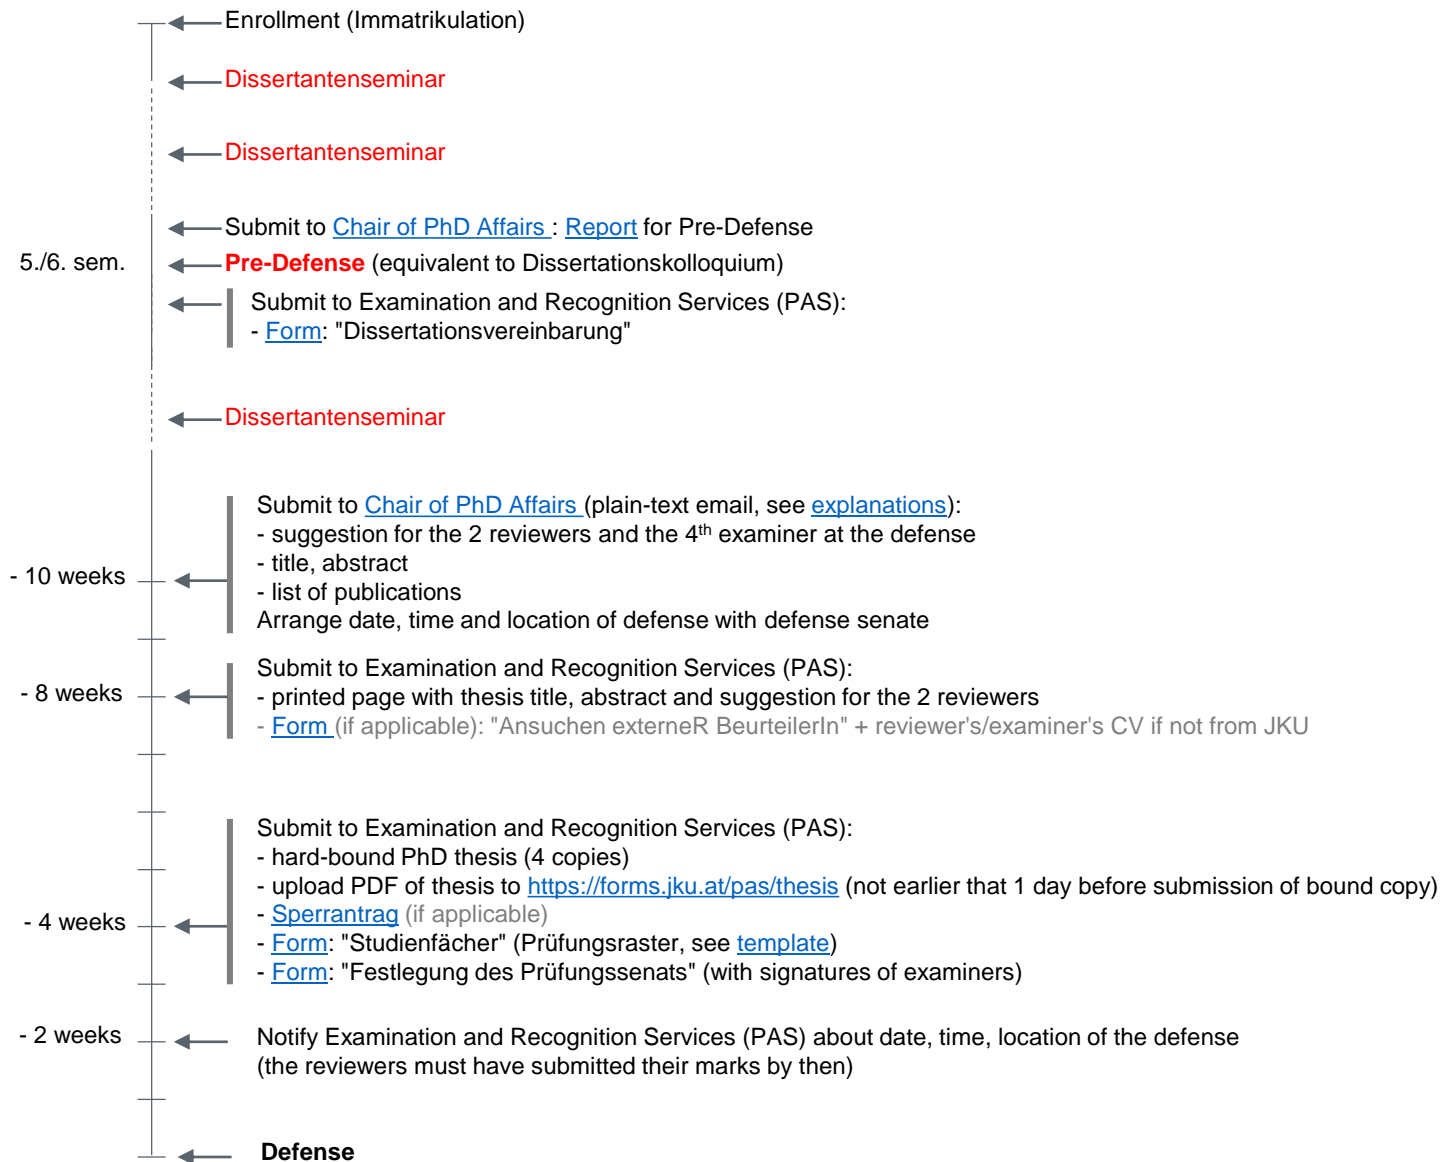 Enrollment (Immatrikulation)
Dissertantenseminar
Dissertantenseminar
Submit to Chair of PhD Affairs : Report for Pre-Defense
5./6. sem.
Pre-Defense (equivalent to Dissertationskolloquium)
Submit to Examination and Recognition Services (PAS):
- Form: "Dissertationsvereinbarung"
Dissertantenseminar
Submit to Chair of PhD Affairs (plain-text email, see explanations):
- suggestion for the 2 reviewers and the 4th examiner at the defense
- title, abstract
- 10 weeks
- list of publications
Arrange date, time and location of defense with defense senate
Submit to Examination and Recognition Services (PAS):
- 8 weeks
- printed page with thesis title, abstract and suggestion for the 2 reviewers
- Form (if applicable): "Ansuchen externeR BeurteilerIn" + reviewer's/examiner's CV if not from JKU
Submit to Examination and Recognition Services (PAS):
- hard-bound PhD thesis (4 copies)
- upload PDF of thesis to https://forms.jku.at/pas/thesis (not earlier that 1 day before submission of bound copy)
- 4 weeks
- Sperrantrag (if applicable)
- Form: "Studienfächer" (Prüfungsraster, see template)
- Form: "Festlegung des Prüfungssenats" (with signatures of examiners)
- 2 weeks
Notify Examination and Recognition Services (PAS) about date, time, location of the defense
(the reviewers must have submitted their marks by then)
Defense